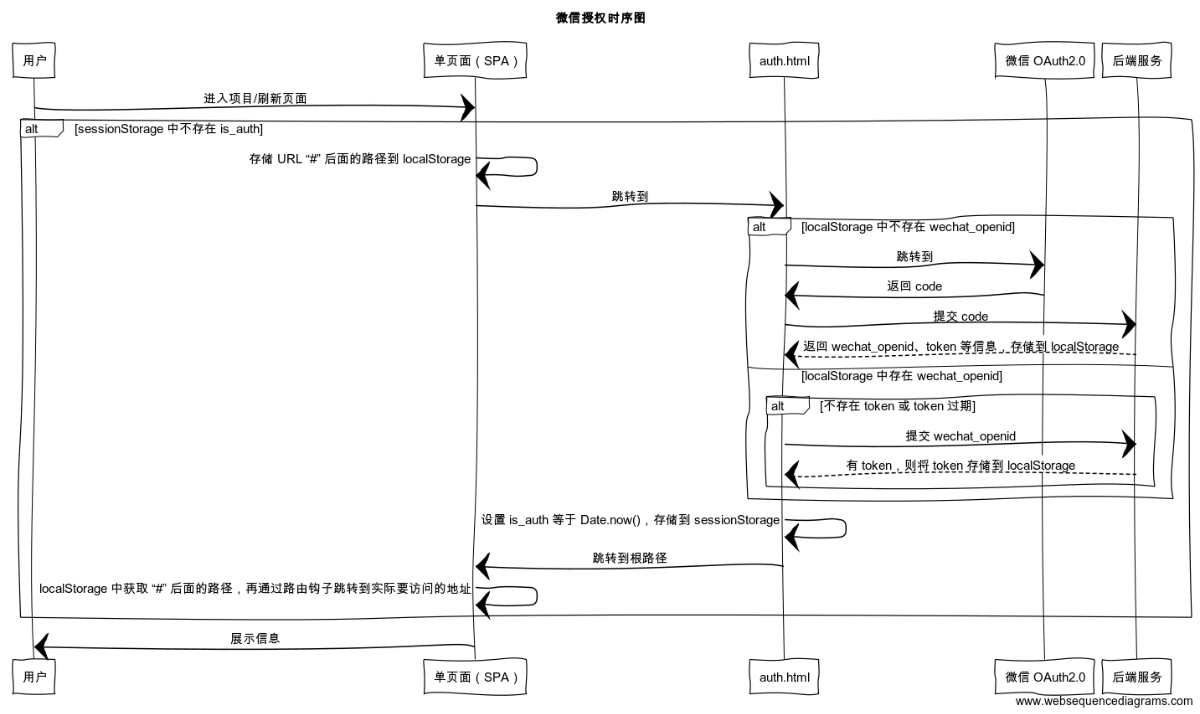 微信授权时序图
用户
单页面（SPA）
auth.html
微信 OAuth2.0
后端服务
进入项目/刷新页面
alt
[sessionStorage 中不存在 is_auth]
存储 URL “#” 后面的路径到 localStorage
跳转到
alt
[localStorage 中不存在 wechat_openid]
跳转到
返回 code
提交 code
返回 wechat_openid、token 等信息，存储到 localStorage
[localStorage 中存在 wechat_openid]
alt
[不存在 token 或 token 过期]
提交 wechat_openid
有 token，则将 token 存储到 localStorage
设置 is_auth 等于 Date.now()，存储到 sessionStorage
跳转到根路径
localStorage 中获取 “#” 后面的路径，再通过路由钩子跳转到实际要访问的地址
展示信息
用户
单页面（SPA）
auth.html
微信 OAuth2.0
后端服务
www.websequencediagrams.com